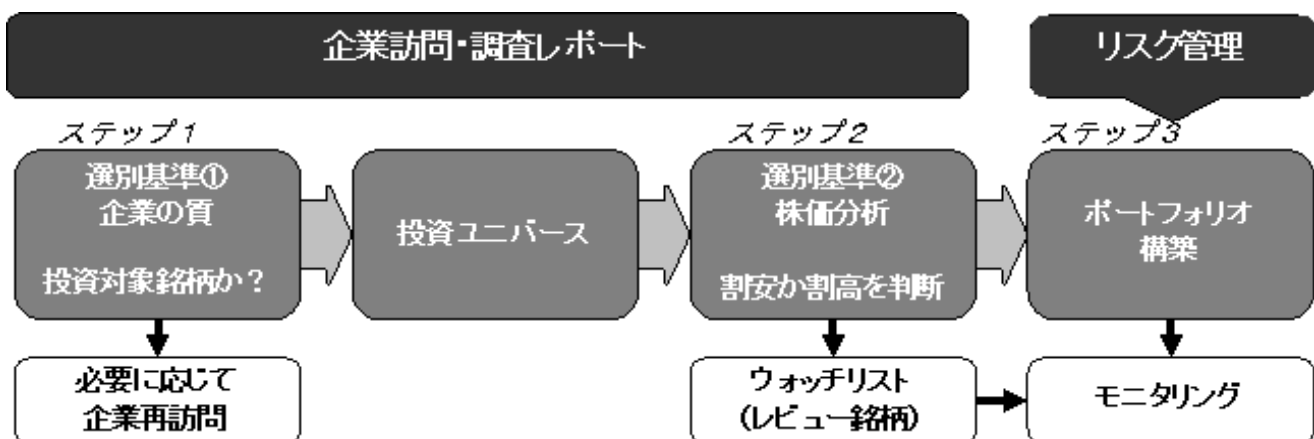 企業訪問・調査レポート
リスク管理
ステップ1
ステップ2
ステップ3
選別基準①
企業の質
投資対象銘柄か?
投資ユニバース
選別基準②
株価分析
割安か割高を判断
ポートフォリオ
構築
必要に応じて
企業再訪問
ウォッチリスト
(レビュー銘柄)
モニタリング